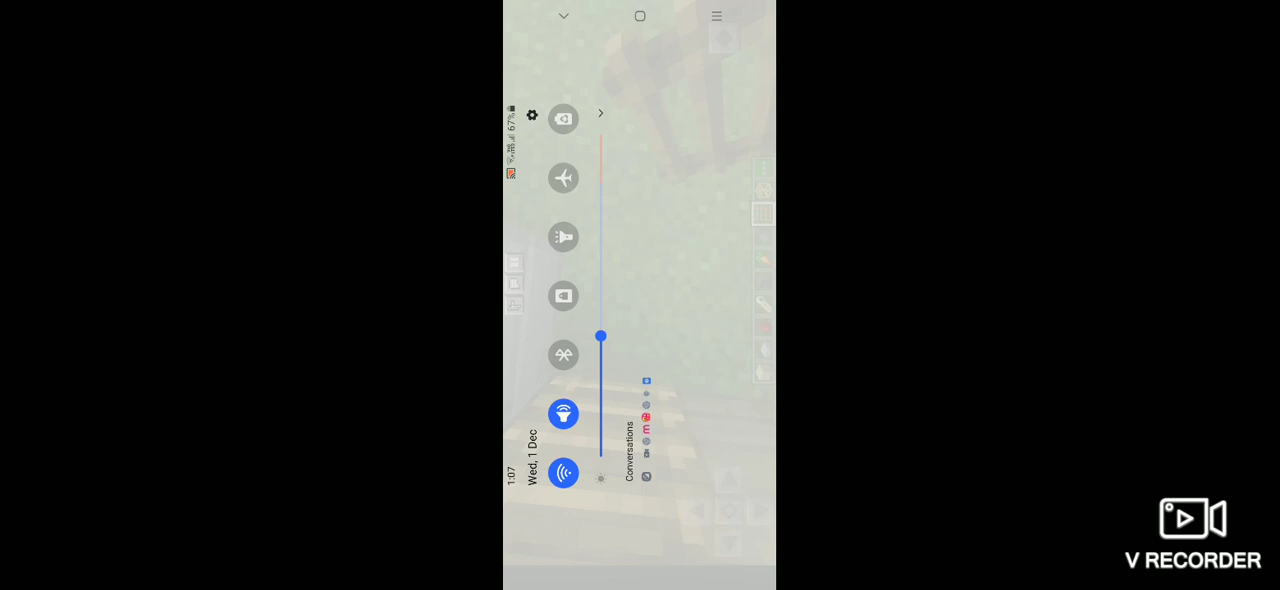 1:07
67%
Wed, 1 Dec
Conversations
V RECORDER